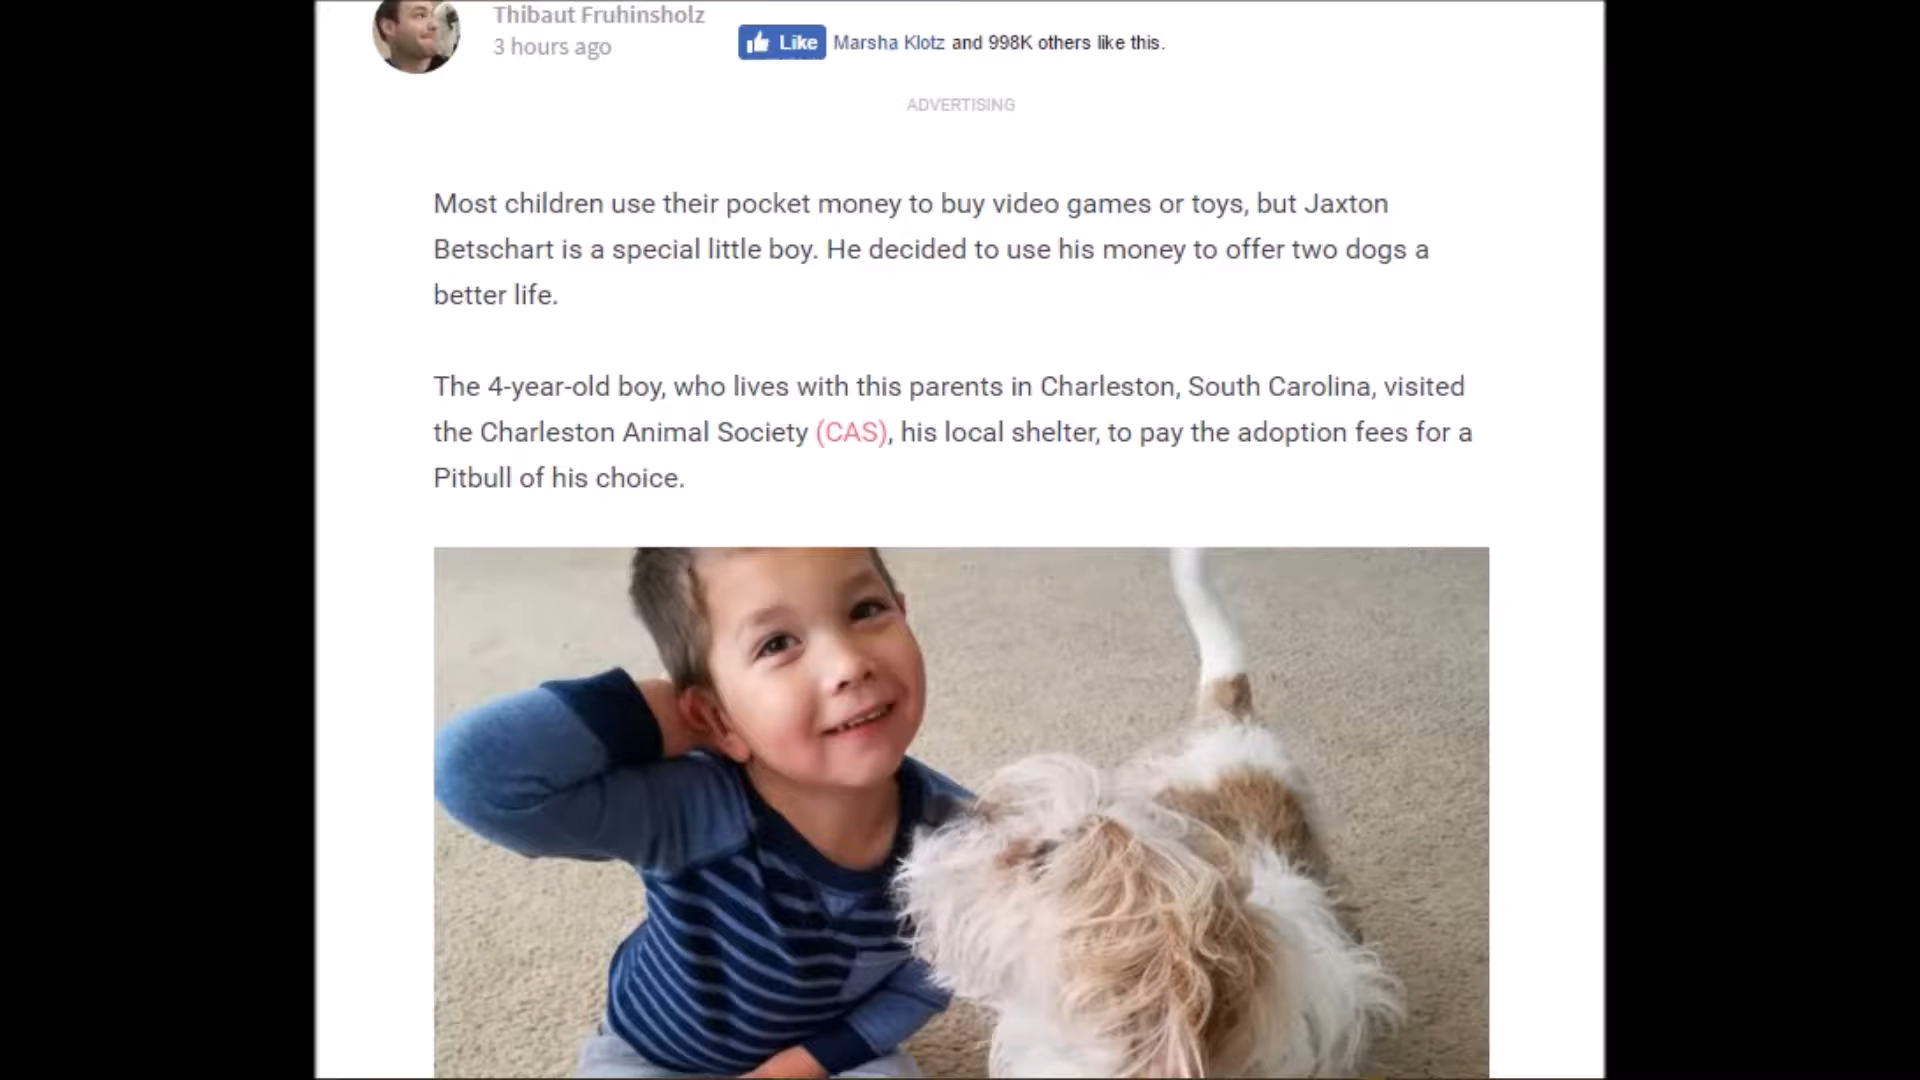 Thibaut Fruhinsholz
3 hours ago
Like Marsha Klotz and 998K others like this.
ADVERTISING
Most children use their pocket money to buy video games or toys, but Jaxton
Betschart is a special little boy. He decided to use his money to offer two dogs a
better life.
The 4-year-old boy, who lives with this parents in Charleston, South Carolina, visited
the Charleston Animal Society (CAS), his local shelter, to pay the adoption fees for a
Pitbull of his choice.